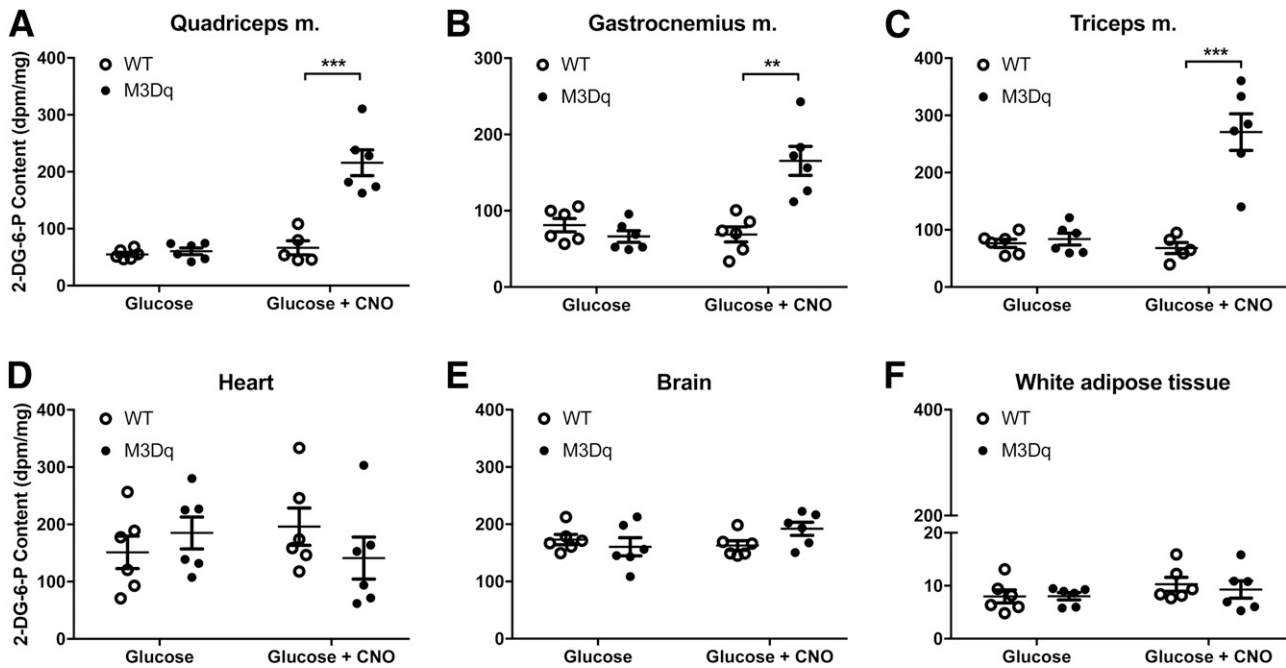 A Quadriceps m.
2-DG-6-P Content (dpm/mg)
400
300
200
100
0
WT
M3Dq
***
Glucose Glucose + CNO
B Gastrocnemius m.
300
200
100
0
WT
M3Dq
**
Glucose Glucose + CNO
C Triceps m.
400
300
200
100
0
WT
M3Dq
***
Glucose Glucose + CNO
D Heart
2-DG-6-P Content (dpm/mg)
400
300
200
100
0
WT
M3Dq
Glucose Glucose + CNO
E Brain
400
300
200
100
0
WT
M3Dq
Glucose Glucose + CNO
F White adipose tissue
400
200
20
10
0
WT
M3Dq
Glucose Glucose + CNO